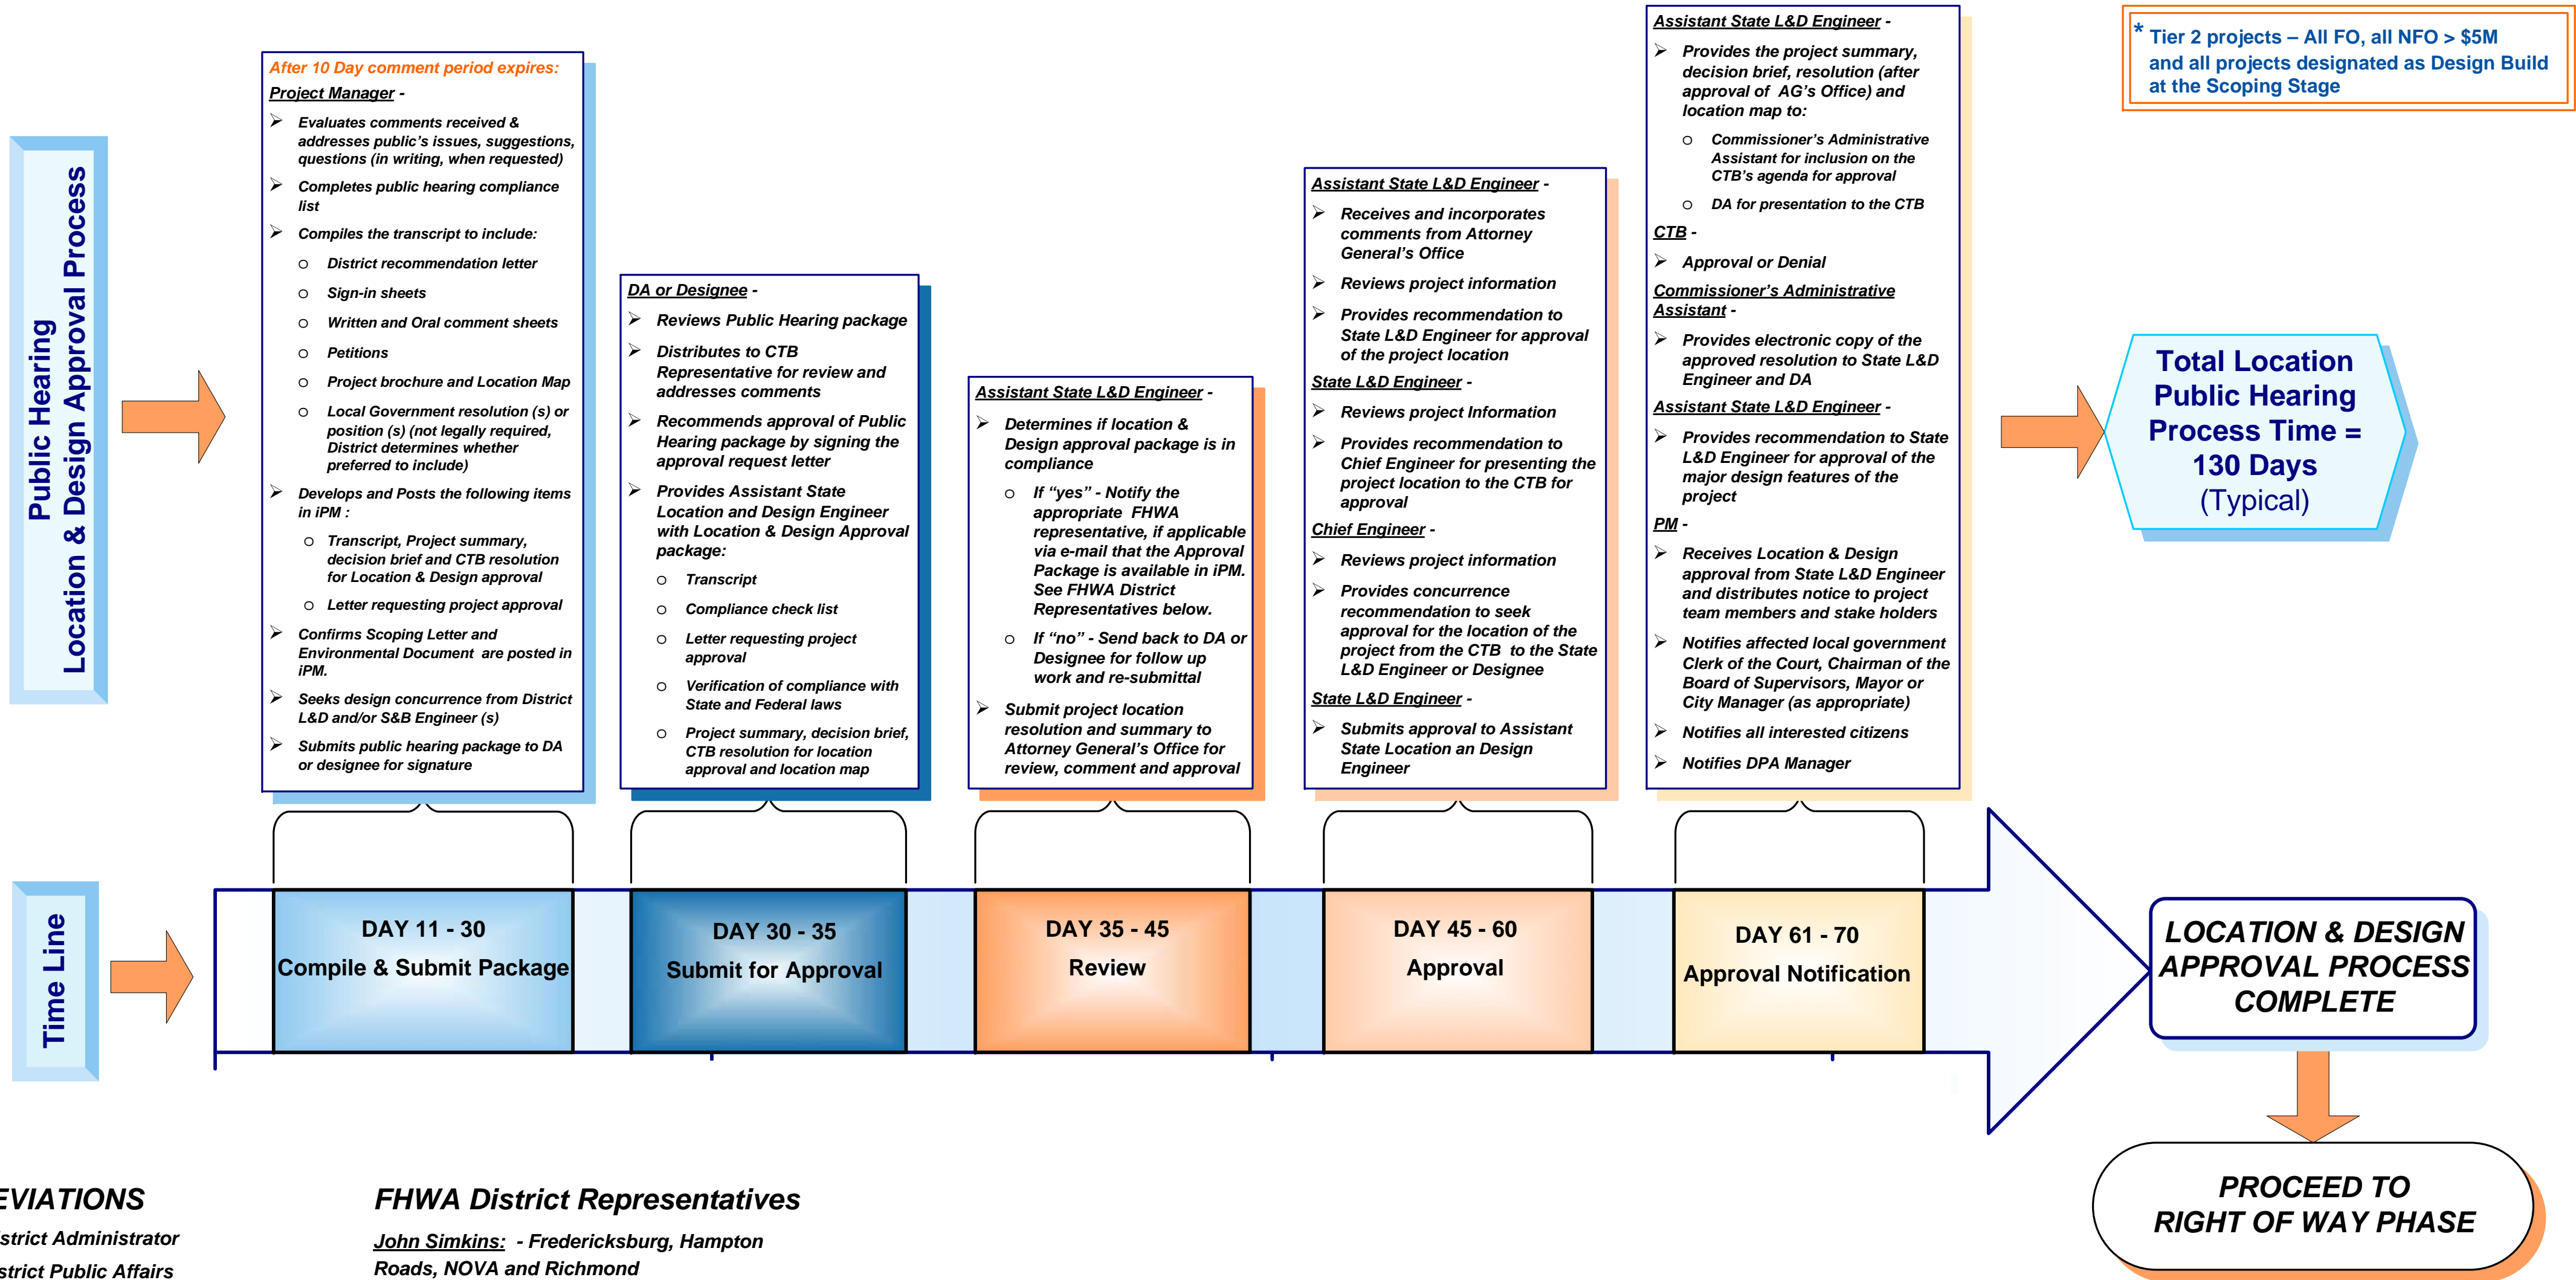 Public Hearing
Location & Design Approval Process
After 10 Day comment period expires:
Project Manager -
➢ Evaluates comments received &
addresses public's issues, suggestions,
questions (in writing, when requested)
➢ Completes public hearing compliance
list
➢ Compiles the transcript to include:
o District recommendation letter
o Sign-in sheets
o Written and Oral comment sheets
o Petitions
o Project brochure and Location Map
o Local Government resolution (s) or
position (s) (not legally required,
District determines whether
preferred to include)
➢ Develops and Posts the following items
in iPM :
o Transcript, Project summary,
decision brief and CTB resolution
for Location & Design approval
o Letter requesting project approval
➢ Confirms Scoping Letter and
Environmental Document are posted in
iPM.
➢ Seeks design concurrence from District
L&D and/or S&B Engineer (s)
➢ Submits public hearing package to DA
or designee for signature
DA or Designee -
➢ Reviews Public Hearing package
➢ Distributes to CTB
Representative for review and
addresses comments
➢ Recommends approval of Public
Hearing package by signing the
approval request letter
➢ Provides Assistant State
Location and Design Engineer
with Location & Design Approval
package:
o Transcript
o Compliance check list
o Letter requesting project
approval
o Verification of compliance with
State and Federal laws
o Project summary, decision brief,
CTB resolution for location
approval and location map
Assistant State L&D Engineer -
➢ Determines if location &
Design approval package is in
compliance
o If "yes" - Notify the
appropriate FHWA
representative, if applicable
via e-mail that the Approval
Package is available in iPM.
See FHWA District
Representatives below.
o If "no" - Send back to DA or
Designee for follow up
work and re-submittal
➢ Submit project location
resolution and summary to
Attorney General's Office for
review, comment and approval
Assistant State L&D Engineer -
➢ Receives and incorporates
comments from Attorney
General's Office
➢ Reviews project information
➢ Provides recommendation to
State L&D Engineer for approval
of the project location
State L&D Engineer -
➢ Reviews project Information
➢ Provides recommendation to
Chief Engineer for presenting the
project location to the CTB for
approval
Chief Engineer -
➢ Reviews project information
➢ Provides concurrence
recommendation to seek
approval for the location of the
project from the CTB to the State
L&D Engineer or Designee
State L&D Engineer -
➢ Submits approval to Assistant
State Location an Design
Engineer
Assistant State L&D Engineer -
➢ Provides the project summary,
decision brief, resolution (after
approval of AG's Office) and
location map to:
o Commissioner's Administrative
Assistant for inclusion on the
CTB's agenda for approval
o DA for presentation to the CTB
CTB -
➢ Approval or Denial
Commissioner's Administrative
Assistant -
➢ Provides electronic copy of the
approved resolution to State L&D
Engineer and DA
Assistant State L&D Engineer -
➢ Provides recommendation to State
L&D Engineer for approval of the
major design features of the
project
PM -
➢ Receives Location & Design
approval from State L&D Engineer
and distributes notice to project
team members and stake holders
➢ Notifies affected local government
Clerk of the Court, Chairman of the
Board of Supervisors, Mayor or
City Manager (as appropriate)
➢ Notifies all interested citizens
➢ Notifies DPA Manager
* Tier 2 projects – All FO, all NFO > $5M
and all projects designated as Design Build
at the Scoping Stage
Total Location
Public Hearing
Process Time =
130 Days
(Typical)
Time Line
DAY 11 - 30
Compile & Submit Package
DAY 30 - 35
Submit for Approval
DAY 35 - 45
Review
DAY 45 - 60
Approval
DAY 61 - 70
Approval Notification
LOCATION & DESIGN
APPROVAL PROCESS
COMPLETE
PROCEED TO
RIGHT OF WAY PHASE
EVIATIONS
strict Administrator
strict Public Affairs
FHWA District Representatives
John Simkins: - Fredericksburg, Hampton
Roads, NOVA and Richmond